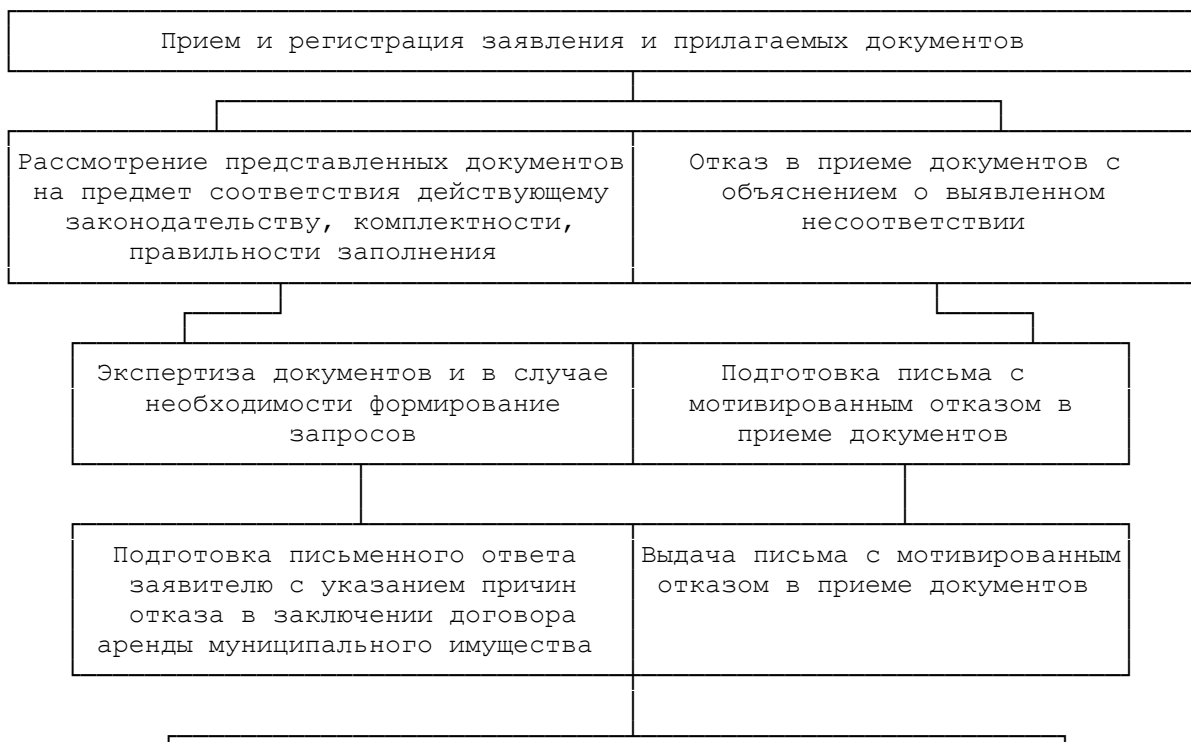 Прием и регистрация заявления и прилагаемых документов
Рассмотрение представленных документов
на предмет соответствия действующему
законодательству, комплектности,
правильности заполнения
Отказ в приеме документов с
объяснением о выявленном
несоответствии
Экспертиза документов и в случае
необходимости формирование
запросов
Подготовка письма с
мотивированным отказом в
приеме документов
Подготовка письменного ответа
заявителю с указанием причин
отказа в заключении договора
аренды муниципального имущества
Выдача письма с мотивированным
отказом в приеме документов